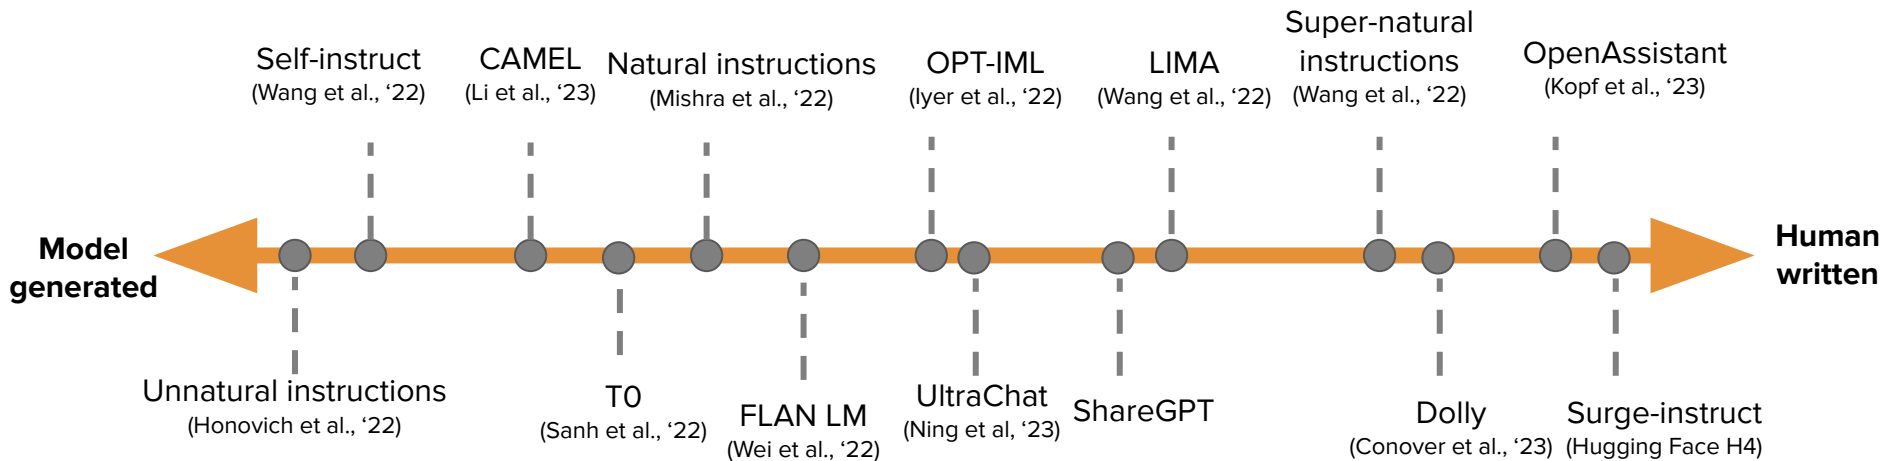 Self-instruct
(Wang et al., ‘22)
CAMEL
(Li et al., ‘23)
Natural instructions
(Mishra et al., ‘22)
OPT-IML
(Iyer et al., ‘22)
LIMA
(Wang et al., ‘22)
Super-natural
instructions
(Wang et al., ‘22)
OpenAssistant
(Kopf et al., ‘23)
Model
generated
Human
written
Unnatural instructions
(Honovich et al., ‘22)
T0
(Sanh et al., ‘22)
FLAN LM
(Wei et al., ‘22)
UltraChat
(Ning et al, ‘23)
ShareGPT
Dolly
(Conover et al., ‘23)
Surge-instruct
(Hugging Face H4)